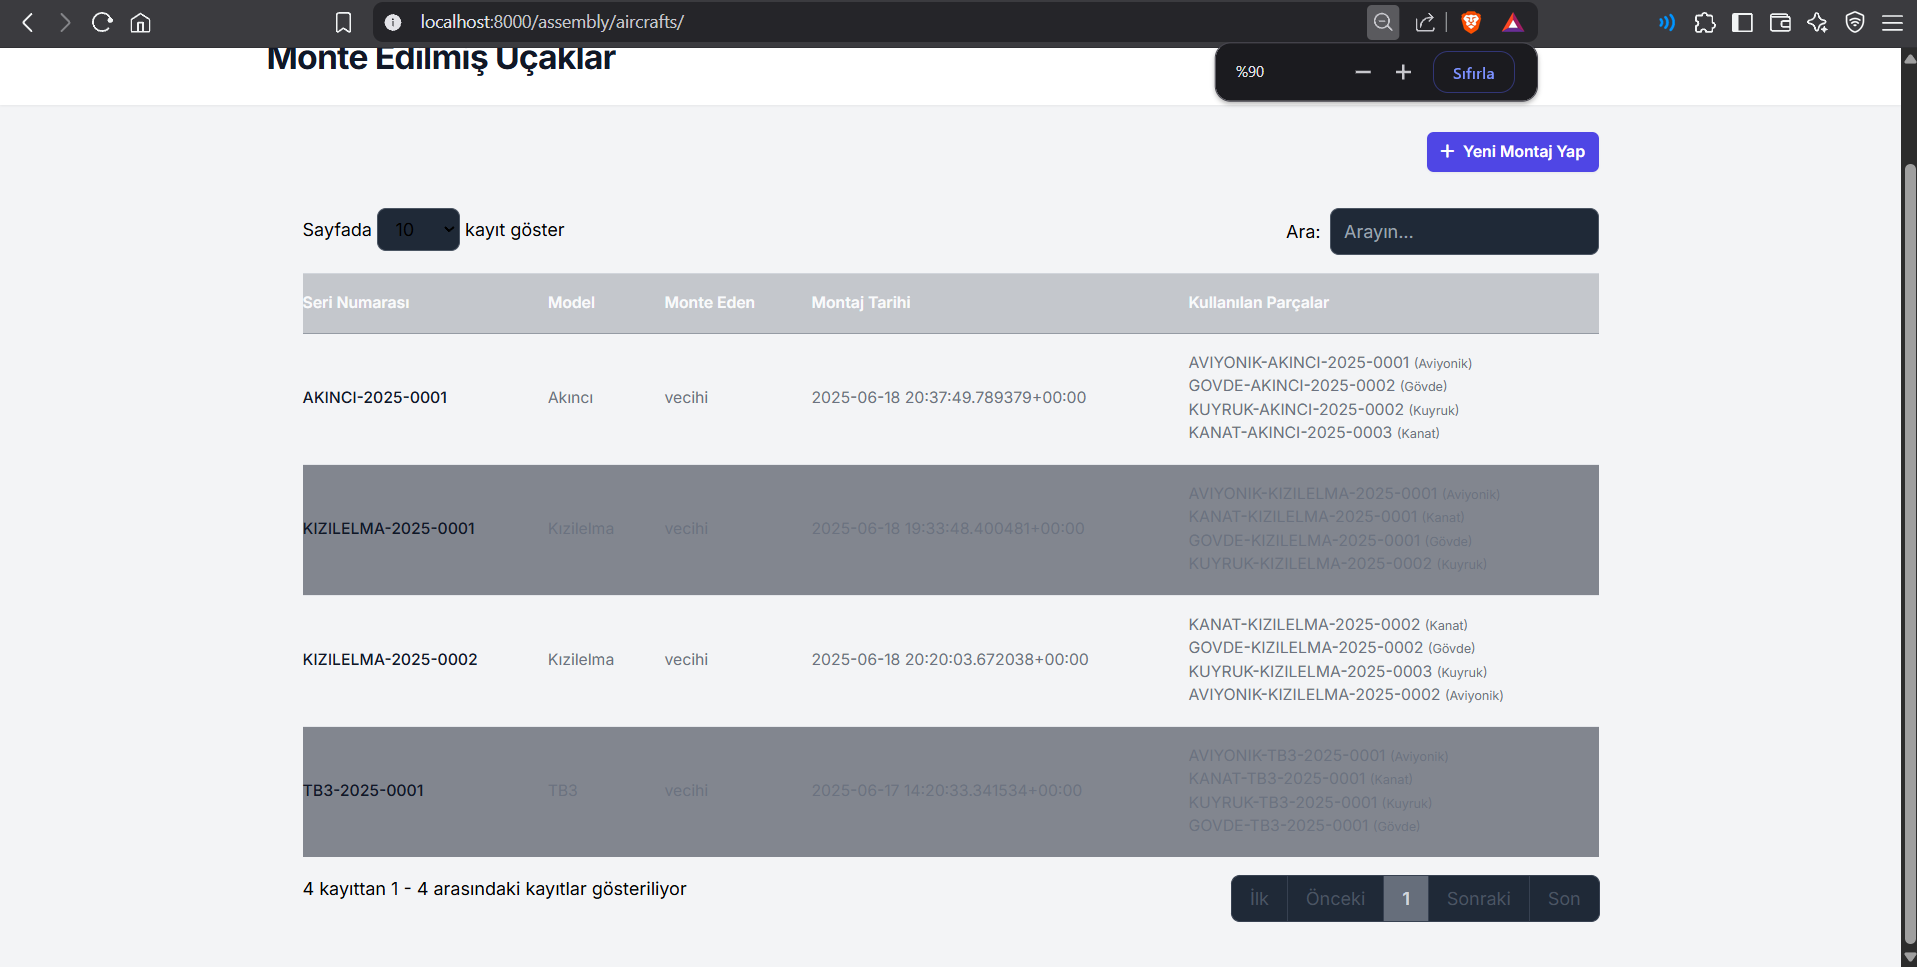 localhost:8000/assembly/aircrafts/
%90
Sıfırla
Monte Edilmiş Uçaklar
+ Yeni Montaj Yap
Sayfada 10 kayıt göster
Ara: Arayın...
Seri Numarası Model Monte Eden Montaj Tarihi Kullanılan Parçalar
AVIYONIK-AKINCI-2025-0001 (Aviyonik)
GOVDE-AKINCI-2025-0002 (Gövde)
AKINCI-2025-0001 Akıncı vecihi 2025-06-18 20:37:49.789379+00:00
KUYRUK-AKINCI-2025-0002 (Kuyruk)
KANAT-AKINCI-2025-0003 (Kanat)
AVIYONIK-KIZILELMA-2025-0001 (Aviyonik)
KANAT-KIZILELMA-2025-0001 (Kanat)
KIZILELMA-2025-0001 Kızilelma vecihi 2025-06-18 19:33:48.400481+00:00
GOVDE-KIZILELMA-2025-0001 (Gövde)
KUYRUK-KIZILELMA-2025-0002 (Kuyruk)
KANAT-KIZILELMA-2025-0002 (Kanat)
GOVDE-KIZILELMA-2025-0002 (Gövde)
KIZILELMA-2025-0002 Kızilelma vecihi 2025-06-18 20:20:03.672038+00:00
KUYRUK-KIZILELMA-2025-0003 (Kuyruk)
AVIYONIK-KIZILELMA-2025-0002 (Aviyonik)
AVIYONIK-TB3-2025-0001 (Aviyonik)
KANAT-TB3-2025-0001 (Kanat)
TB3-2025-0001 TB3 vecihi 2025-06-17 14:20:33.341534+00:00
KUYRUK-TB3-2025-0001 (Kuyruk)
GOVDE-TB3-2025-0001 (Gövde)
4 kayıttan 1 - 4 arasındaki kayıtlar gösteriliyor
İlk Önceki 1 Sonraki Son